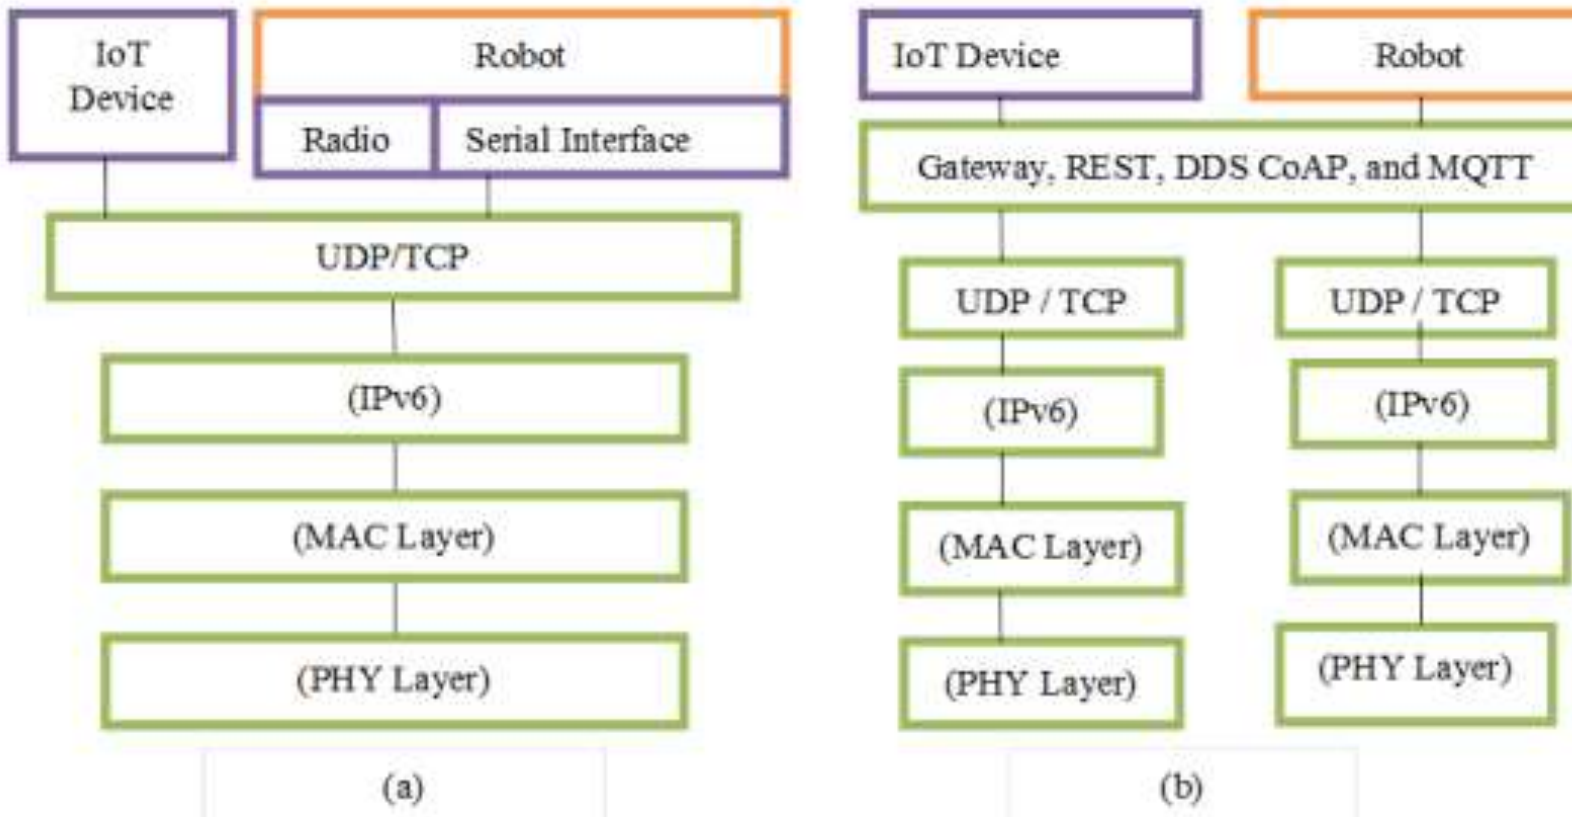 IoT
Device
Robot
Radio
Serial Interface
UDP/TCP
(IPv6)
(MAC Layer)
(PHY Layer)
(a)
IoT Device
Robot
Gateway, REST, DDS CoAP, and MQTT
UDP / TCP
(IPv6)
(MAC Layer)
(PHY Layer)
UDP / TCP
(IPv6)
(MAC Layer)
(PHY Layer)
(b)